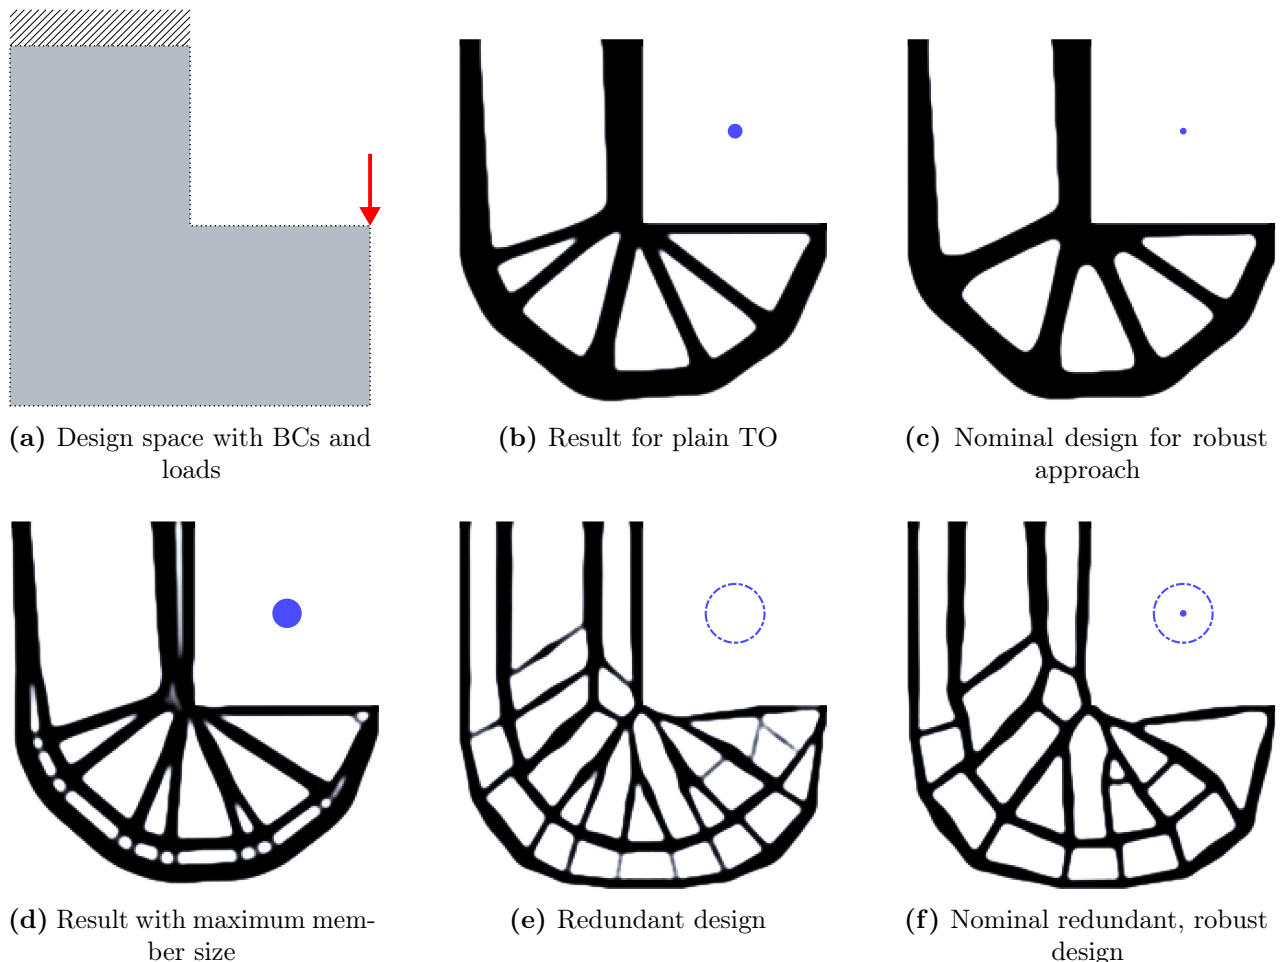 (a) Design space with BCs and
loads
(b) Result for plain TO
(c) Nominal design for robust
approach
(d) Result with maximum mem-
ber size
(e) Redundant design
(f) Nominal redundant, robust
design